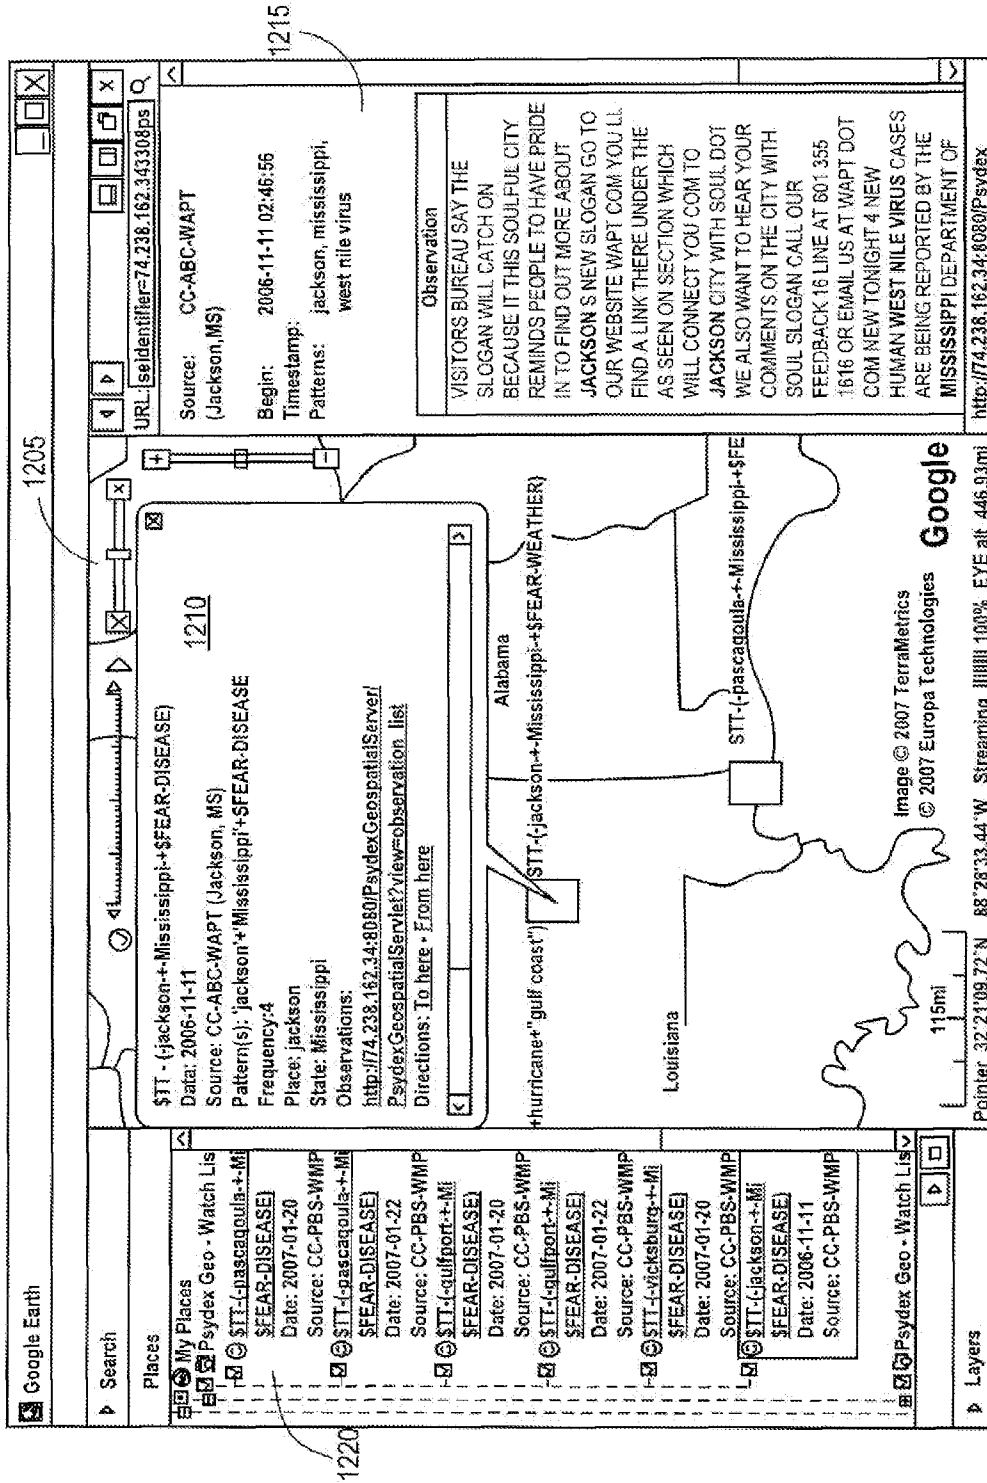 1205
Google Earth
Search
Places
My Places
Psydex Geo - Watch Lis
$TT-(-pascagoula-+-Mi
$FEAR-DISEASE)
Date: 2007-01-20
Source: CC-PBS-WMP
$TT-(-pascagoula-+-Mi
$FEAR-DISEASE)
Date: 2007-01-22
Source: CC-PBS-WMP
$TT-(-gulfport-+-Mi
$FEAR-DISEASE)
Date: 2007-01-20
Source: CC-PBS-WMP
$TT-(-gulfport-+-Mi
$FEAR-DISEASE)
Date: 2007-01-22
Source: CC-PBS-WMP
$TT-(-vicksburg-+-Mi
$FEAR-DISEASE)
Date: 2007-01-20
Source: CC-PBS-WMP
$TT-(-jackson-+-Mi
$FEAR-DISEASE)
Date: 2006-11-11
Source: CC-PBS-WMP
Psydex Geo - Watch Lis
Layers
1220
$TT - (-jackson-+-Mississippi-+$FEAR-DISEASE)
1210
Data: 2006-11-11
Source: CC-ABC-WAPT (Jackson, MS)
Pattern(s): 'jackson'+'Mississippi'+$FEAR-DISEASE
Frequency:4
Place: jackson
State: Mississippi
Observations:
http://74.238.162.34:8080/PsydexGeospatialServer/
PsydexGeospatialServlet?view=observation_list
Directions: To here - From here
Alabama
+hurricane+"gulf coast") STT-(-jackson-+-Mississippi-+$FEAR-WEATHER)
Louisiana
STT-(-pascagoula-+-Mississippi-+$FE
Image © 2007 TerraMetrics
© 2007 Europa Technologies
Google
115mi
Pointer 32°21'09.72"N 88°28'33.44"W Streaming ||||||||| 100% EYE alt 446.93mi
URL: seidentifier=74.238.162.343308ps
Source: CC-ABC-WAPT
(Jackson,MS)
Begin: 2006-11-11 02:46:56
Timestamp:
Patterns: jackson, mississippi,
west nile virus
1215
Observation
VISITORS BUREAU SAY THE
SLOGAN WILL CATCH ON
BECAUSE IT THIS SOULFUL CITY
REMINDS PEOPLE TO HAVE PRIDE
IN TO FIND OUT MORE ABOUT
JACKSON S NEW SLOGAN GO TO
OUR WEBSITE WAPT COM YOU LL
FIND A LINK THERE UNDER THE
AS SEEN ON SECTION WHICH
WILL CONNECT YOU COM TO
JACKSON CITY WITH SOUL DOT
WE ALSO WANT TO HEAR YOUR
COMMENTS ON THE CITY WITH
SOUL SLOGAN CALL OUR
FEEDBACK 16 LINE AT 601 355
1616 OR EMAIL US AT WAPT DOT
COM NEW TONIGHT 4 NEW
HUMAN WEST NILE VIRUS CASES
ARE BEING REPORTED BY THE
MISSISSIPPI DEPARTMENT OF
http://74.238.162.34:8080/Psydex